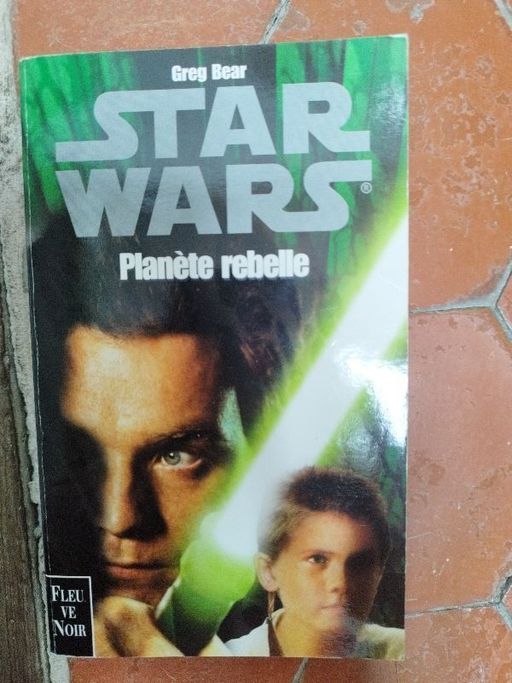 Greg Bear
STAR
WARS®
Planète rebelle
FLEU
VE
NOIR